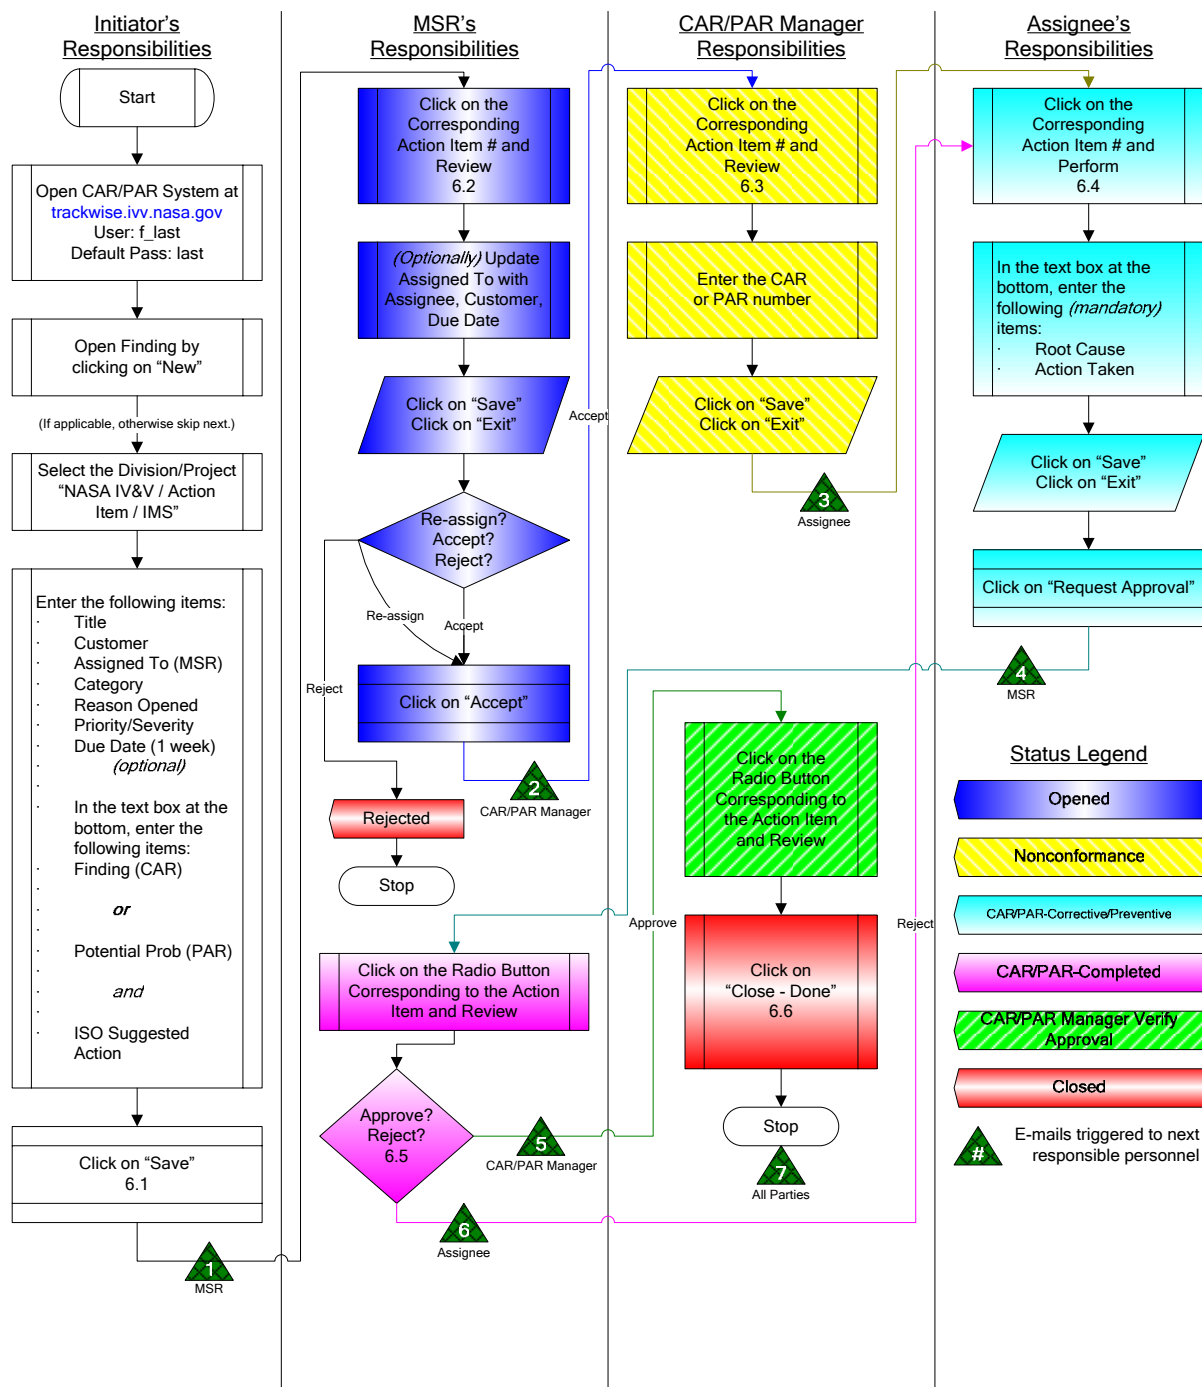 Initiator's
Responsibilities
Start
Open CAR/PAR System at
trackwise.ivv.nasa.gov
User: f_last
Default Pass: last
Open Finding by
clicking on “New”
(If applicable, otherwise skip next.)
Select the Division/Project
“NASA IV&V / Action
Item / IMS”
Enter the following items:
· Title
· Customer
· Assigned To (MSR)
· Category
· Reason Opened
· Priority/Severity
· Due Date (1 week)
· (optional)
·
· In the text box at the
bottom, enter the
following items:
· Finding (CAR)
·
· or
·
· Potential Prob (PAR)
·
· and
·
· ISO Suggested
Action
Click on “Save”
6.1
1
MSR
MSR's
Responsibilities
Click on the
Corresponding
Action Item # and
Review
6.2
(Optionally) Update
Assigned To with
Assignee, Customer,
Due Date
Click on “Save”
Click on “Exit”
Re-assign?
Accept?
Reject?
Re-assign
Accept
Reject
Click on “Accept”
2
CAR/PAR Manager
Accept
Rejected
Stop
Click on the Radio Button
Corresponding to the Action
Item and Review
Approve?
Reject?
6.5
5
CAR/PAR Manager
6
Assignee
Approve
Reject
CAR/PAR Manager
Responsibilities
Click on the
Corresponding
Action Item # and
Review
6.3
Enter the CAR
or PAR number
Click on “Save”
Click on “Exit”
3
Assignee
Click on the
Radio Button
Corresponding to
the Action Item
and Review
Click on
“Close - Done”
6.6
Stop
7
All Parties
Assignee's
Responsibilities
Click on the
Corresponding
Action Item # and
Perform
6.4
In the text box at the
bottom, enter the
following (mandatory)
items:
· Root Cause
· Action Taken
Click on “Save”
Click on “Exit”
Click on “Request Approval”
4
MSR
Status Legend
Opened
Nonconformance
CAR/PAR-Corrective/Preventive
CAR/PAR-Completed
CAR/PAR Manager Verify
Approval
Closed
#
E-mails triggered to next
responsible personnel